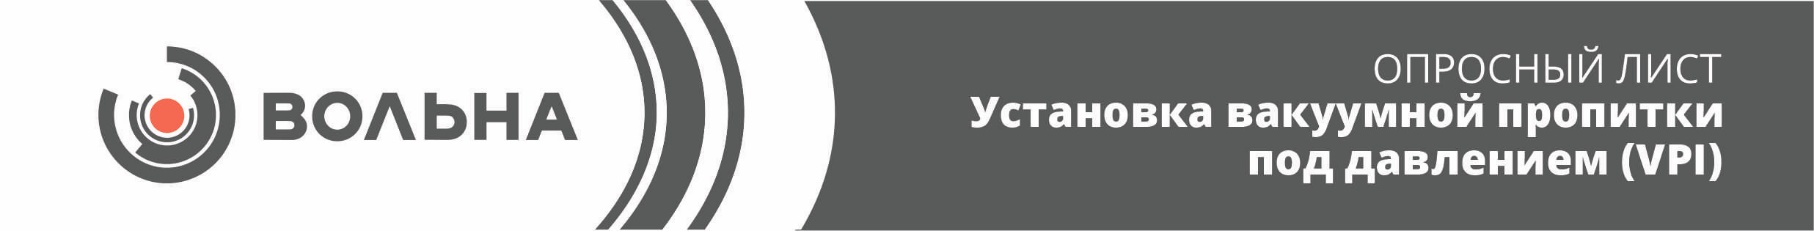 ВОЛЬНА
ОПРОСНЫЙ ЛИСТ
Установка вакуумной пропитки
под давлением (VPI)